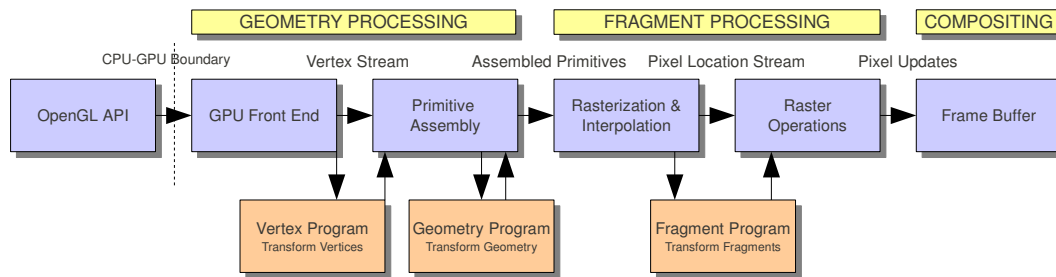 GEOMETRY PROCESSING
FRAGMENT PROCESSING
COMPOSITING
CPU-GPU Boundary
Vertex Stream
Assembled Primitives
Pixel Location Stream
Pixel Updates
OpenGL API
GPU Front End
Primitive
Assembly
Rasterization &
Interpolation
Raster
Operations
Frame Buffer
Vertex Program
Transform Vertices
Geometry Program
Transform Geometry
Fragment Program
Transform Fragments